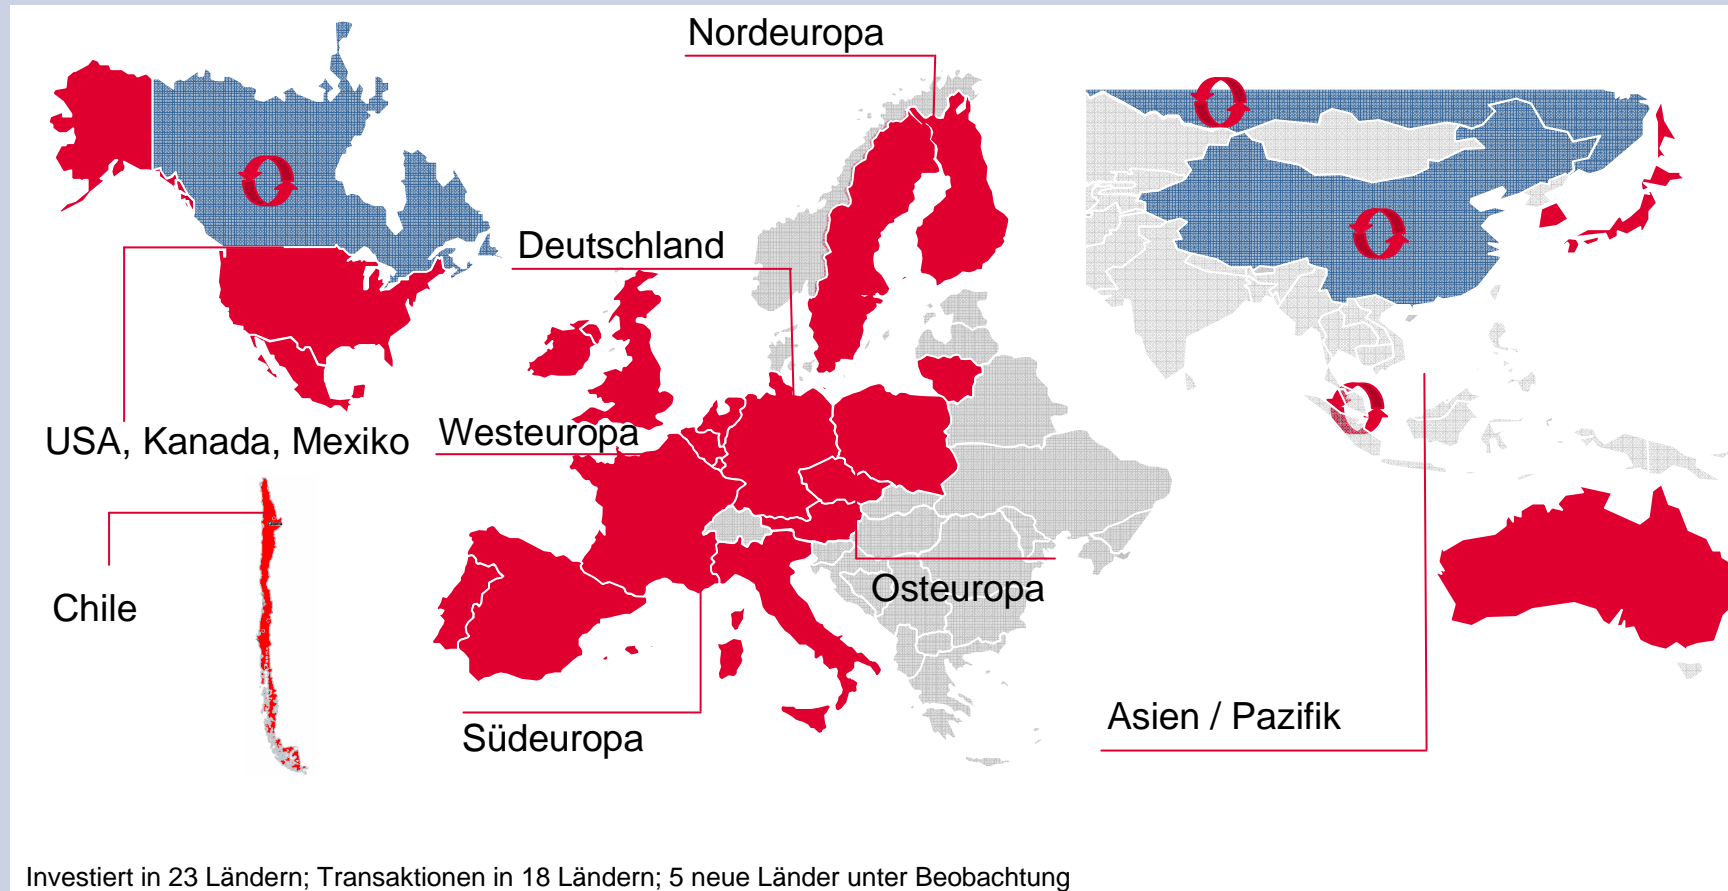 Nordeuropa
Deutschland
USA, Kanada, Mexiko
Westeuropa
Chile
Osteuropa
Südeuropa
Asien / Pazifik
Investiert in 23 Ländern; Transaktionen in 18 Ländern; 5 neue Länder unter Beobachtung